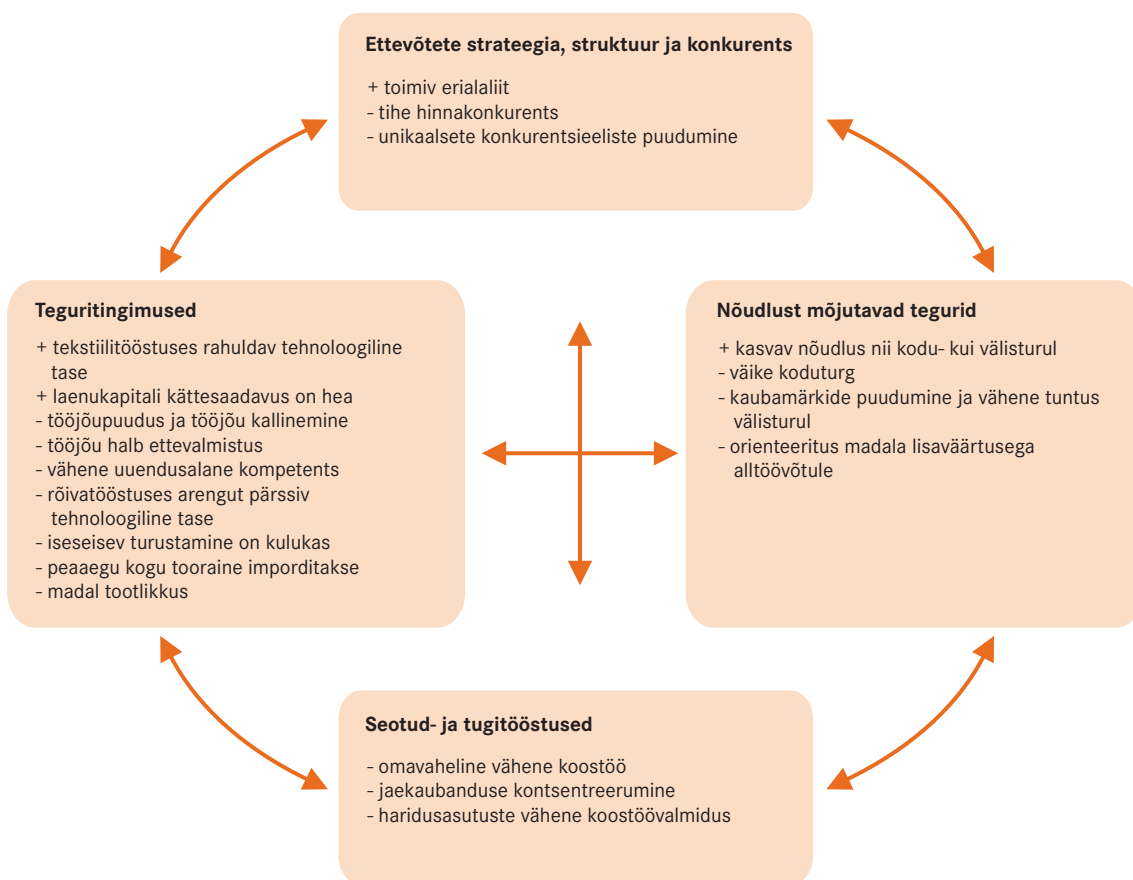 Ettevõtete strateegia, struktuur ja konkurents
+ toimiv erialaliit
- tihe hinnakonkurents
- unikaalsete konkurentsieeliste puudumine
Teguritingimused
+ tekstiilitööstuses rahuldav tehnoloogiline
tase
+ laenukapitali kättesaadavus on hea
- tööjõupuudus ja tööjõu kallinemine
- tööjõu halb ettevalmistus
- vähene uuendusalane kompetents
- rõivatööstuses arengut pärssiv
tehnoloogiline tase
- iseseisev turustamine on kulukas
- peaaegu kogu tooraine imporditakse
- madal tootlikkus
Nõudlust mõjutavad tegurid
+ kasvav nõudlus nii kodu- kui välisturul
- väike koduturg
- kaubamärkide puudumine ja vähene tuntus
välisturul
- orienteeritus madala lisaväärtusega
alltöövõtule
Seotud- ja tugitööstused
- omavaheline vähene koostöö
- jaekaubanduse kontsentreerumine
- haridusasutuste vähene koostöövalmidus